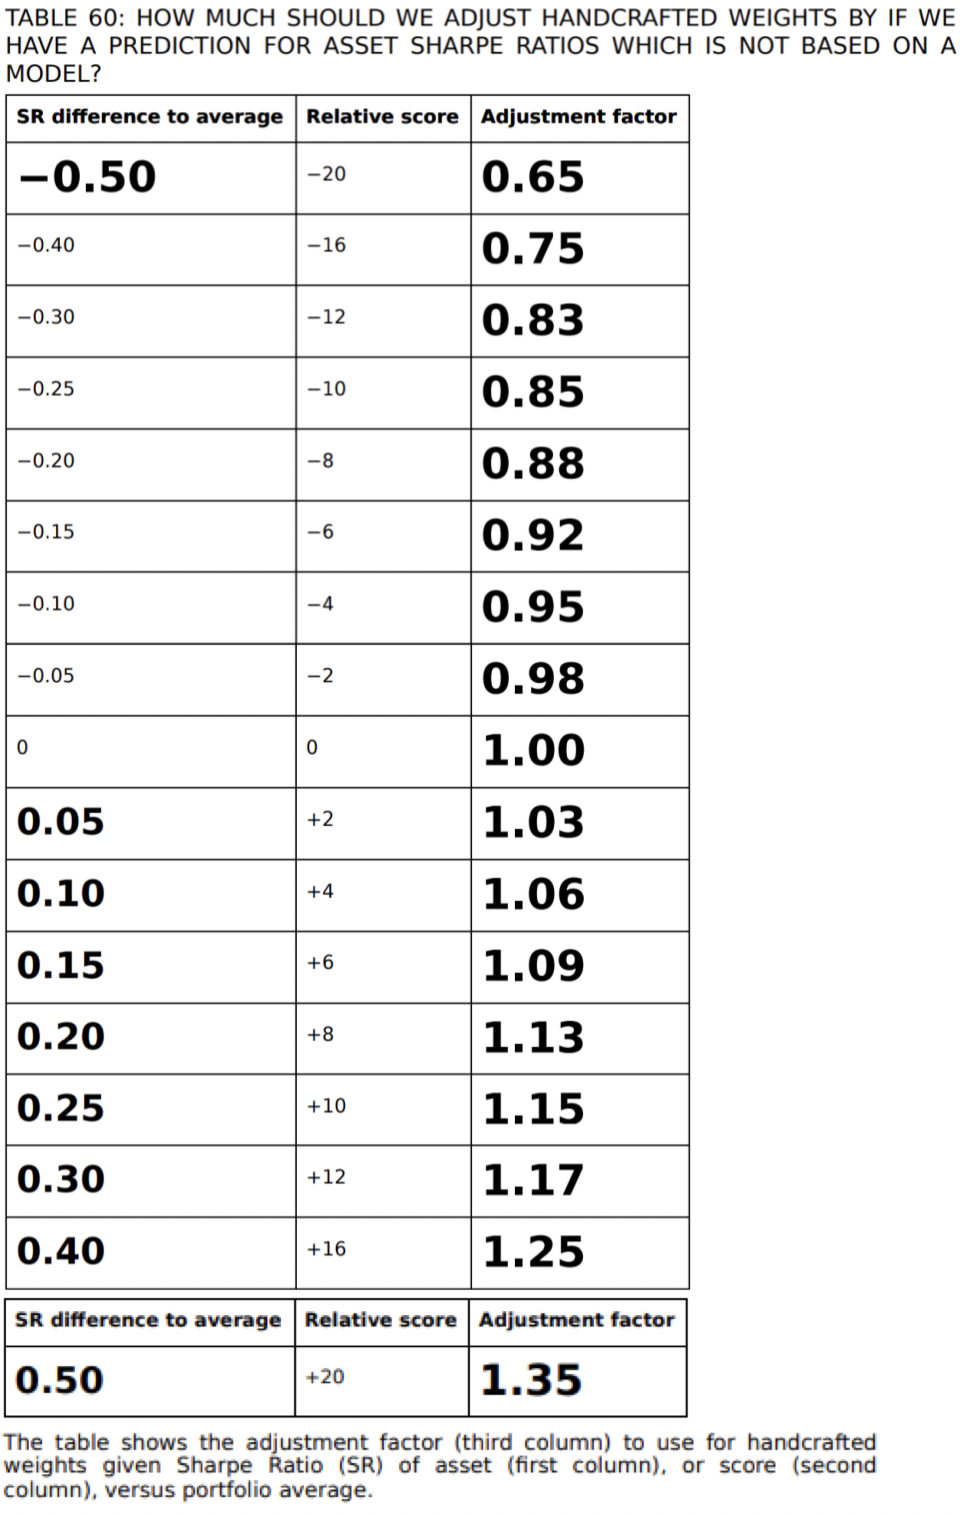 TABLE 60: HOW MUCH SHOULD WE ADJUST HANDCRAFTED WEIGHTS BY IF WE
HAVE A PREDICTION FOR ASSET SHARPE RATIOS WHICH IS NOT BASED ON A
MODEL?
SR difference to average Relative score Adjustment factor
−0.50 −20 0.65
−0.40 −16 0.75
−0.30 −12 0.83
−0.25 −10 0.85
−0.20 −8 0.88
−0.15 −6 0.92
−0.10 −4 0.95
−0.05 −2 0.98
0 0 1.00
0.05 +2 1.03
0.10 +4 1.06
0.15 +6 1.09
0.20 +8 1.13
0.25 +10 1.15
0.30 +12 1.17
0.40 +16 1.25
SR difference to average Relative score Adjustment factor
0.50 +20 1.35
The table shows the adjustment factor (third column) to use for handcrafted
weights given Sharpe Ratio (SR) of asset (first column), or score (second
column), versus portfolio average.